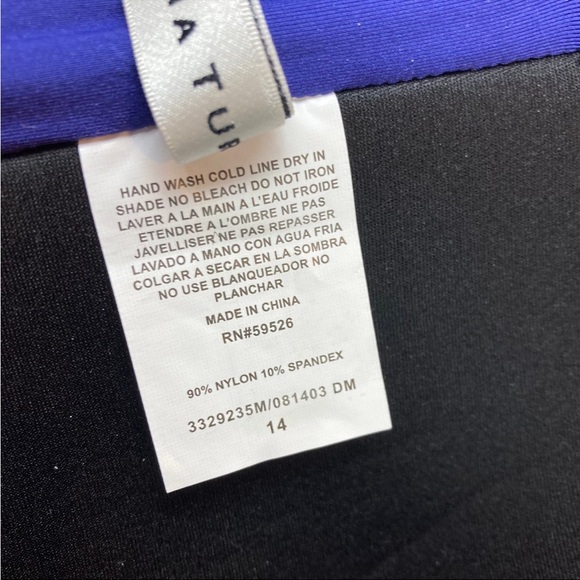 NATUR
HAND WASH COLD LINE DRY IN
SHADE NO BLEACH DO NOT IRON
LAVER A LA MAIN A L'EAU FROIDE
ETENDRE A L'OMBRE NE PAS
JAVELLISER NE PAS REPASSER
LAVADO A MANO CON AGUA FRIA
COLGAR A SECAR EN LA SOMBRA
NO USE BLANQUEADOR NO
PLANCHAR
MADE IN CHINA
RN#59526
90% NYLON 10% SPANDEX
3329235M/081403 DM
14